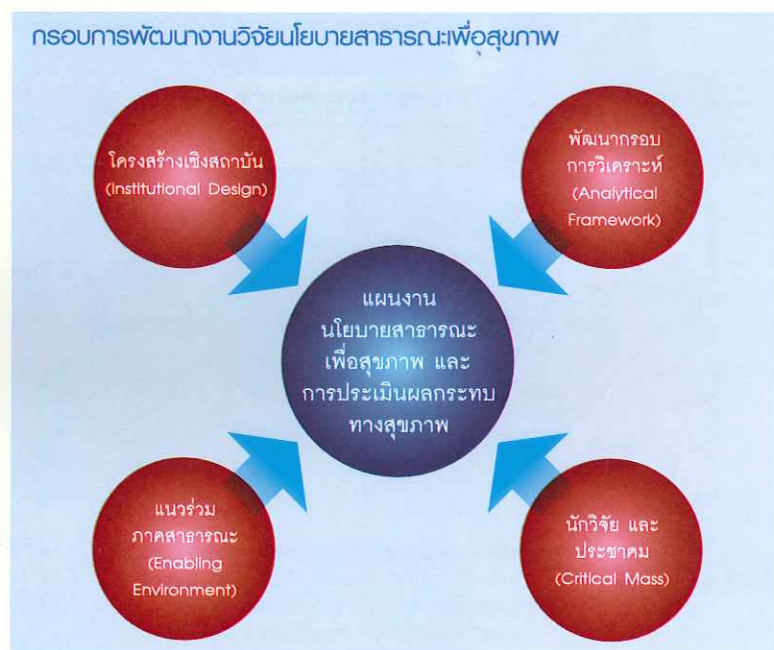 กรอบการพัฒนางานวิจัยนโยบายสาธารณะเพื่อสุขภาพ
โครงสร้างเชิงสถาบัน
(Institutional Design)
พัฒนากรอบ
การวิเคราะห์
(Analytical
Framework)
แผนงาน
นโยบายสาธารณะ
เพื่อสุขภาพ และ
การประเมินผลกระทบ
ทางสุขภาพ
แนวร่วม
ภาคสาธารณะ
(Enabling
Environment)
นักวิจัย และ
ประชาคม
(Critical Mass)